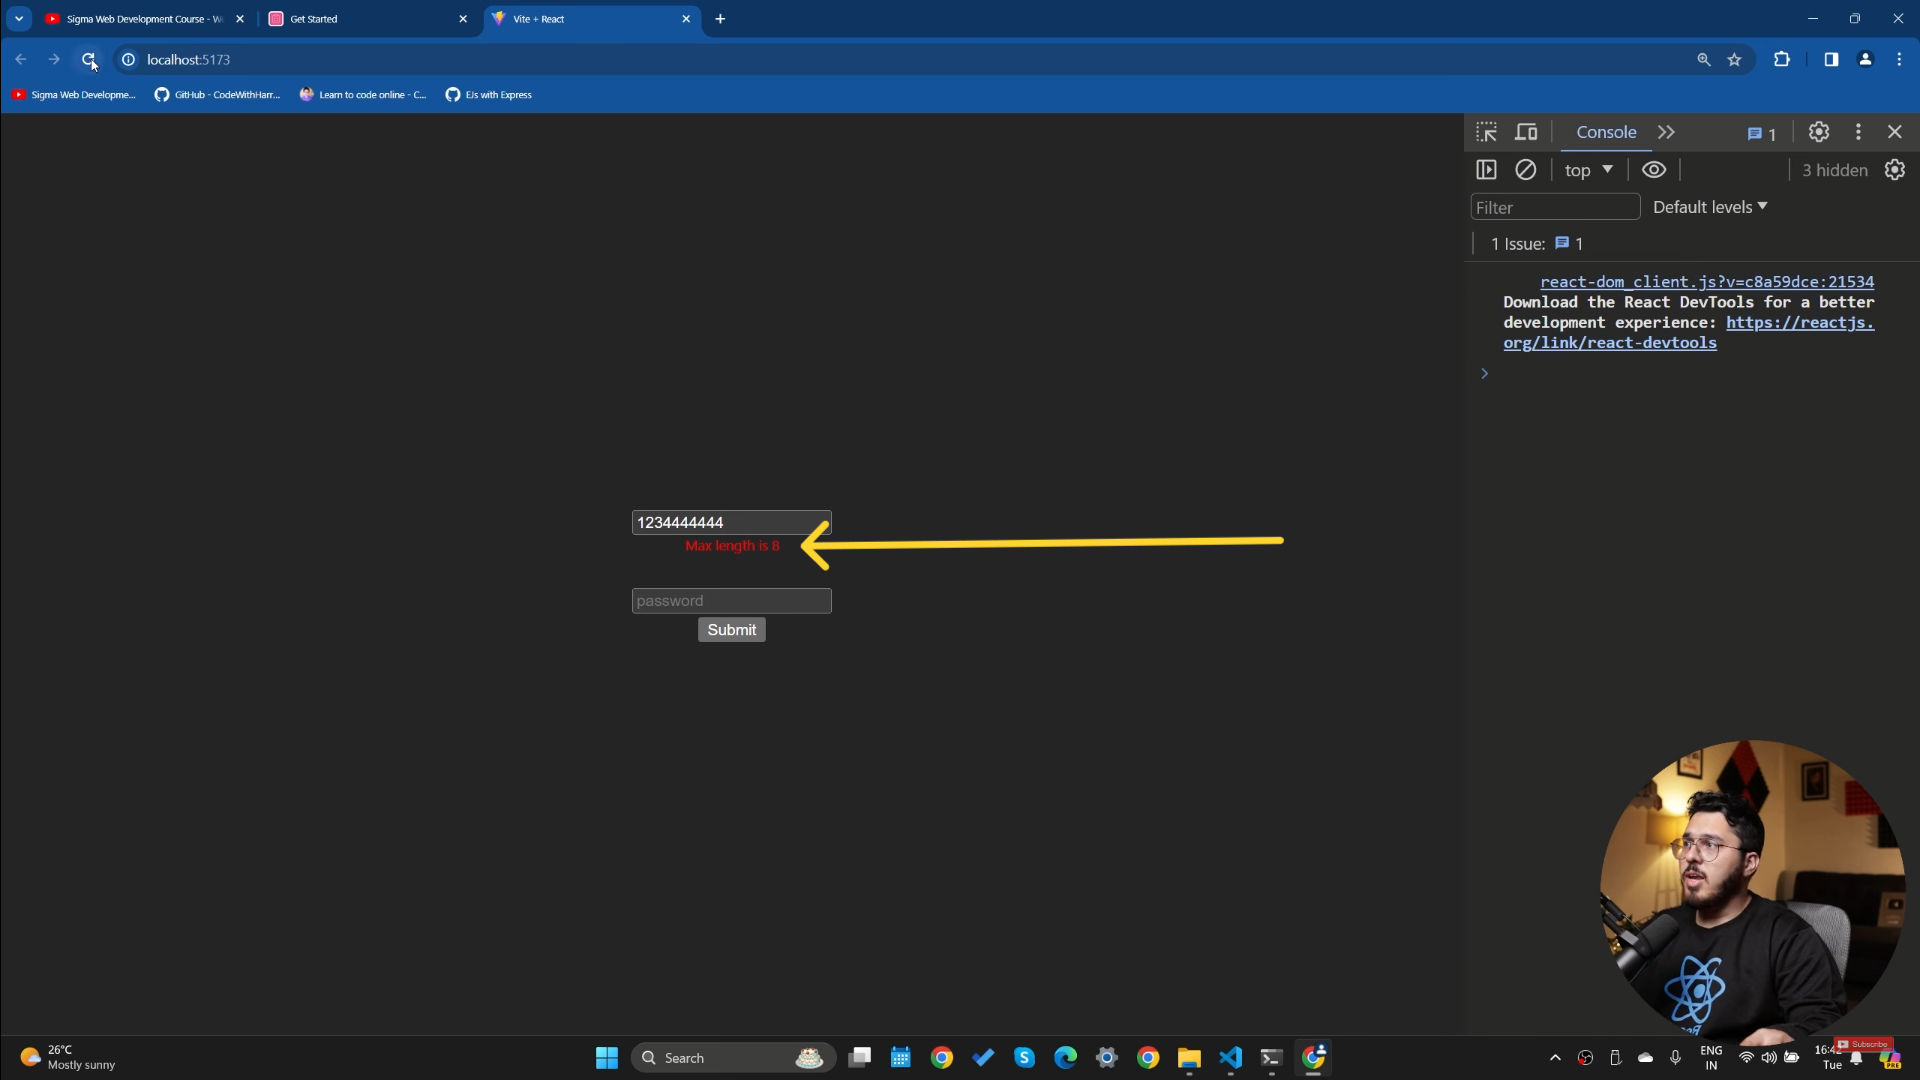 Sigma Web Development Course - W
Get Started
Vite + React
localhost:5173
Sigma Web Developme...
GitHub - CodeWithHarr...
Learn to code online - C...
EJs with Express
Console
1
top
3 hidden
Filter
Default levels
1 Issue: 1
react-dom_client.js?v=c8a59dce:21534
Download the React DevTools for a better
development experience: https://reactjs.
org/link/react-devtools
1234444444
Max length is 8
password
Submit
26°C
Mostly sunny
Search
S
ENG
IN
16:42
Tue
Subscribe
PRE